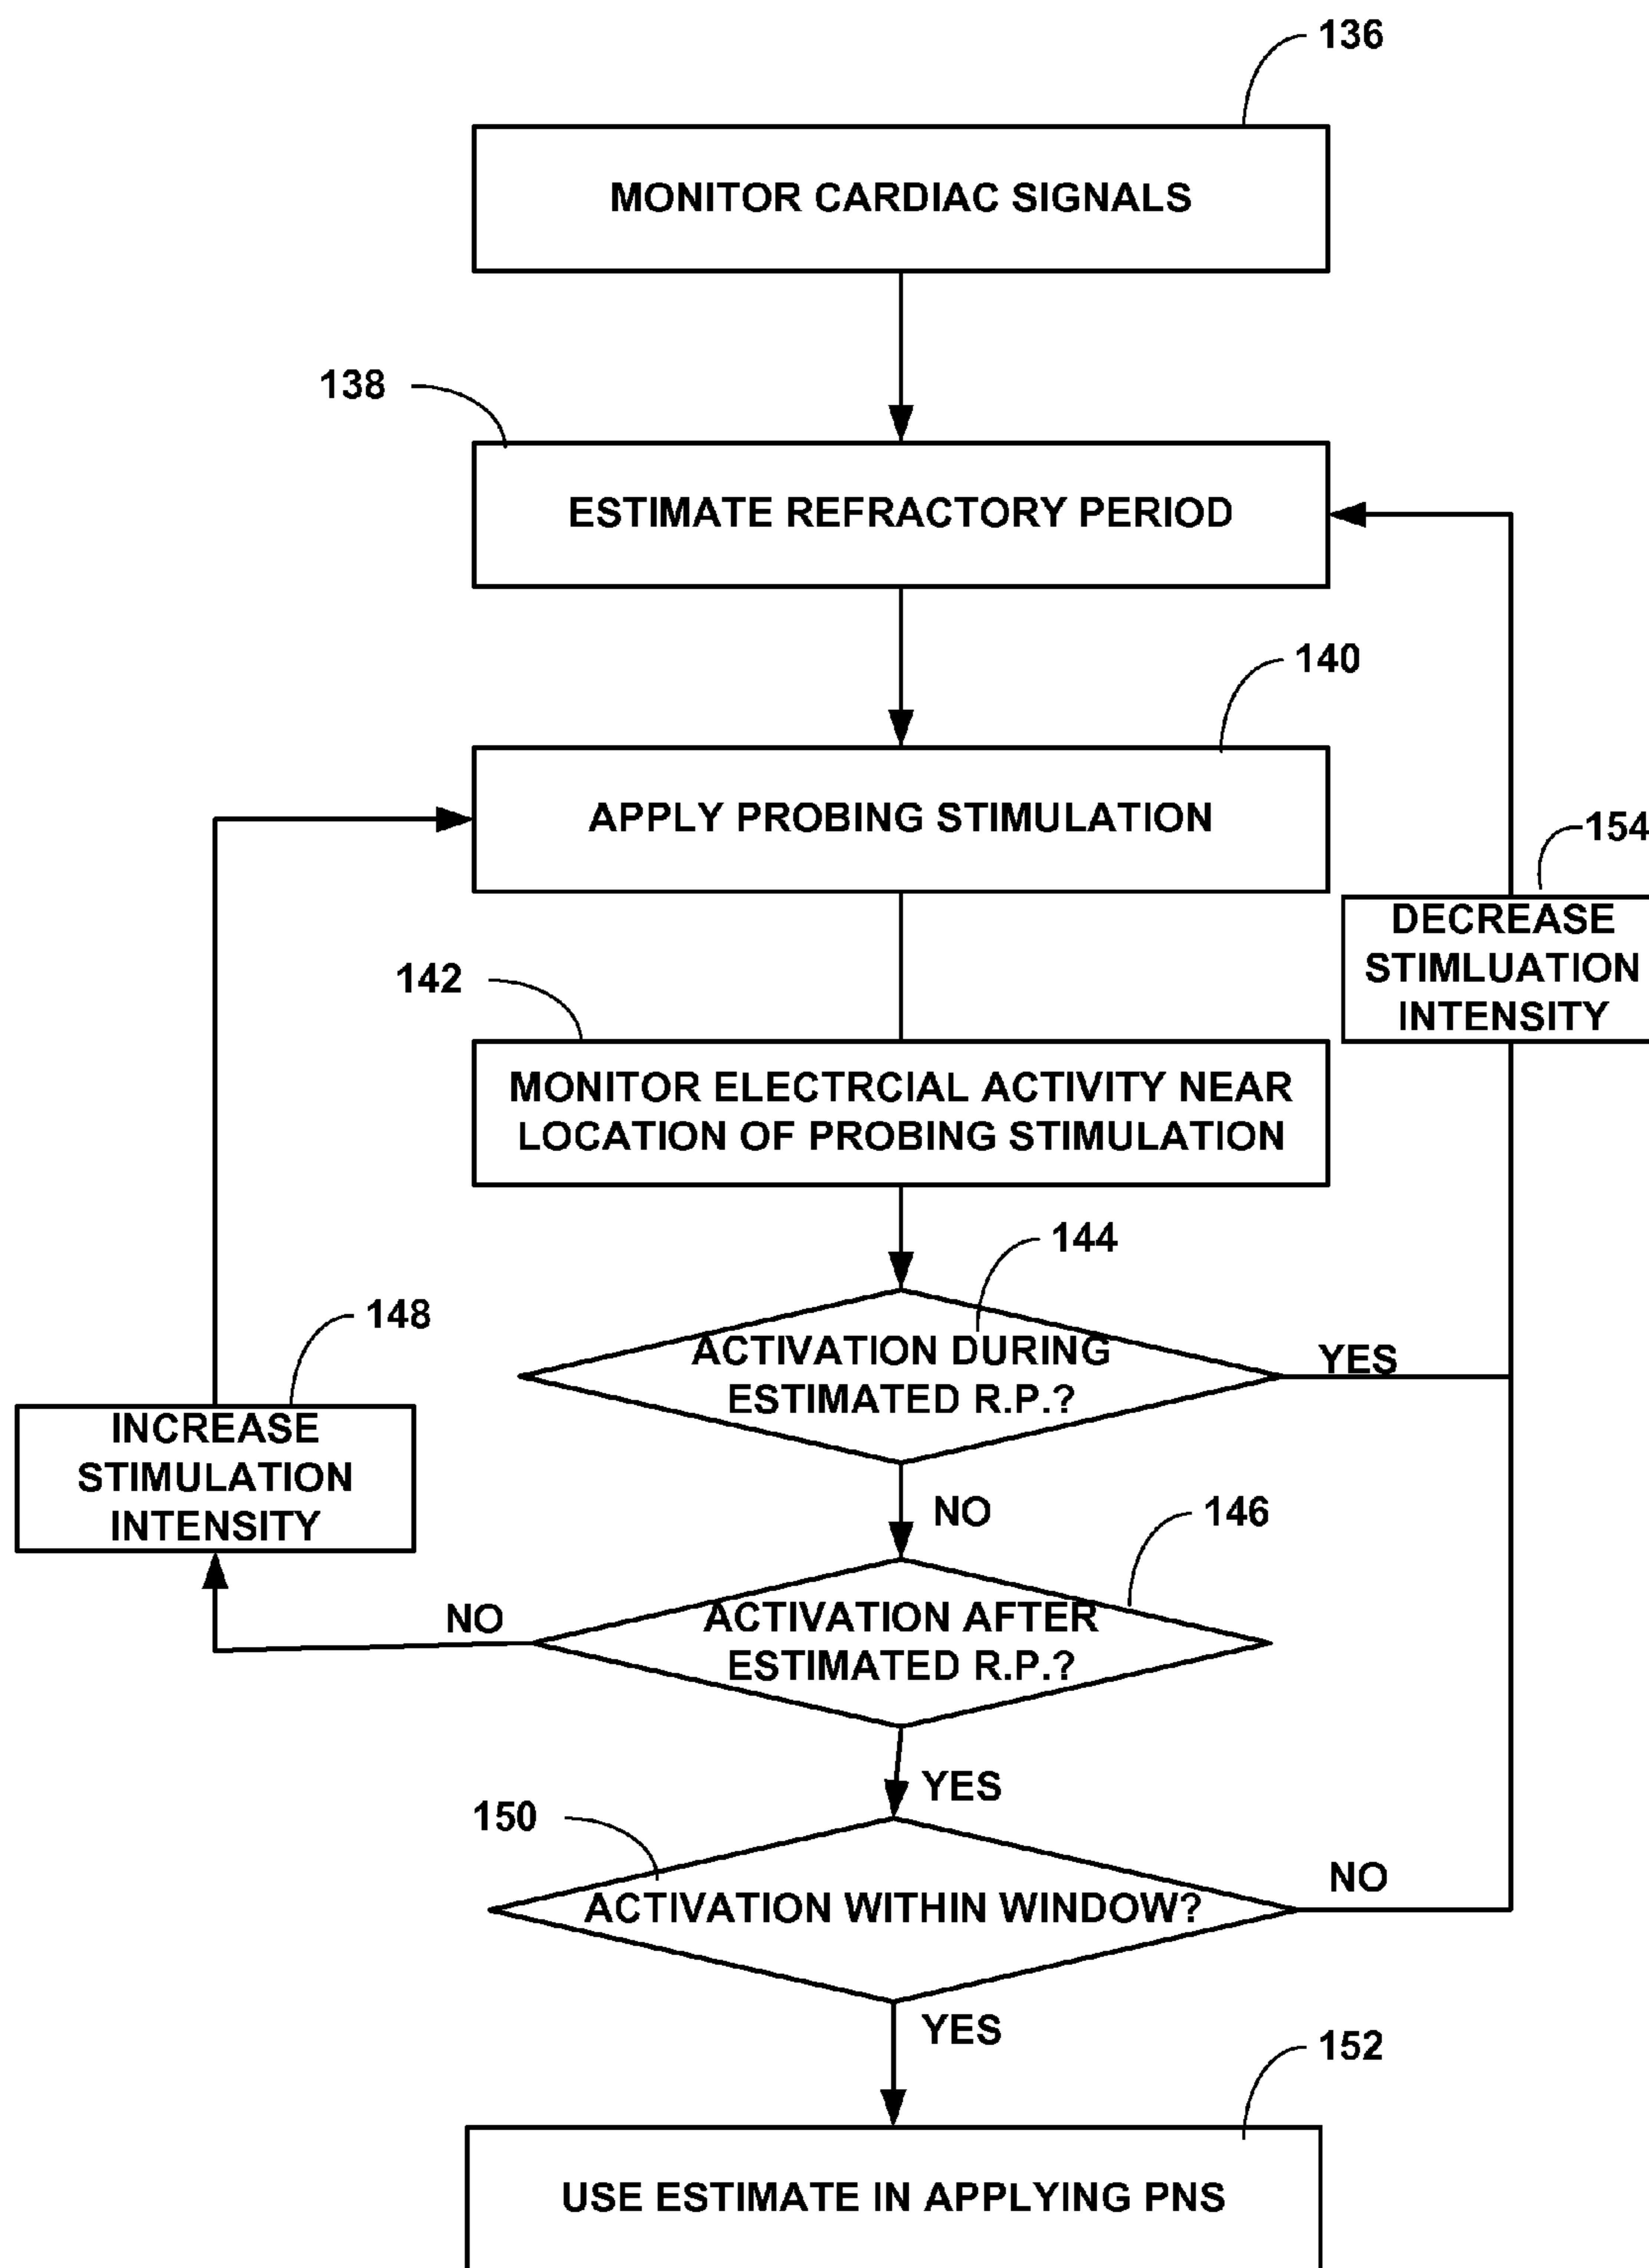 136
MONITOR CARDIAC SIGNALS
138
ESTIMATE REFRACTORY PERIOD
140
APPLY PROBING STIMULATION
154
DECREASE
STIMLUATION
INTENSITY
142
MONITOR ELECTRCIAL ACTIVITY NEAR
LOCATION OF PROBING STIMULATION
144
ACTIVATION DURING
ESTIMATED R.P.?
YES
148
INCREASE
STIMULATION
INTENSITY
NO
146
ACTIVATION AFTER
ESTIMATED R.P.?
NO
YES
150
ACTIVATION WITHIN WINDOW?
NO
YES
152
USE ESTIMATE IN APPLYING PNS